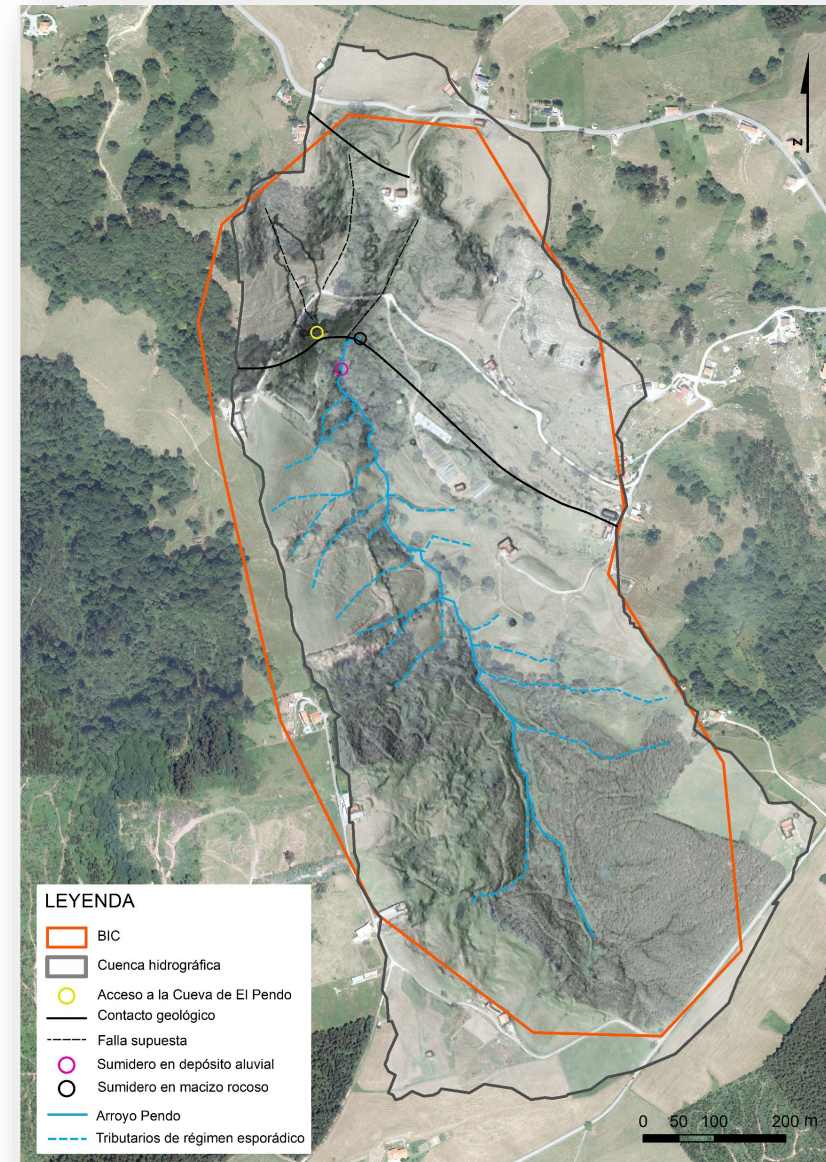 N
LEYENDA
BIC
Cuenca hidrográfica
Acceso a la Cueva de El Pendo
Contacto geológico
Falla supuesta
Sumidero en depósito aluvial
Sumidero en macizo rocoso
Arroyo Pendo
Tributarios de régimen esporádico
0 50 100 200 m